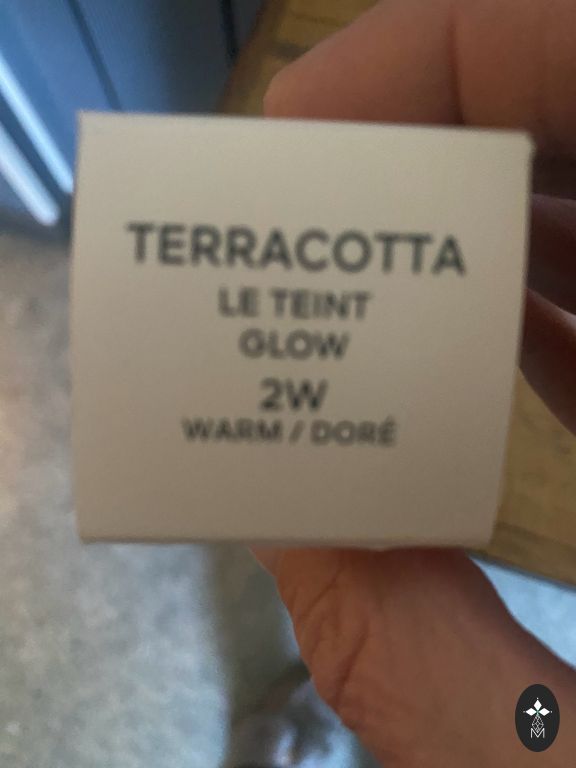 TERRACOTTA
LE TEINT
GLOW
2W
WARM / DORÉ